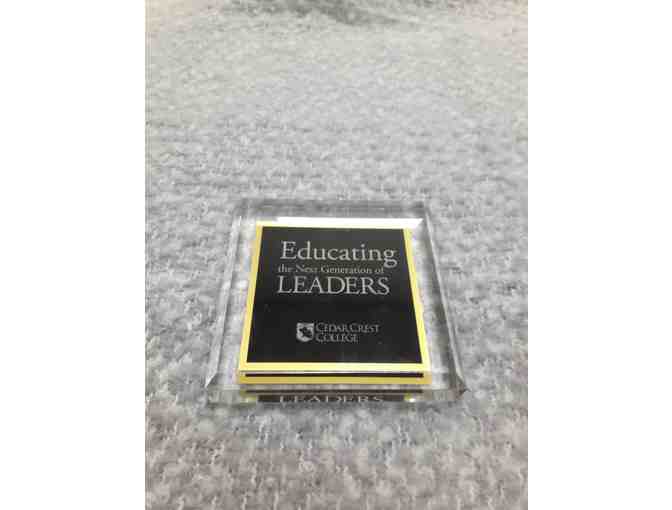 Educating
the Next Generation of
LEADERS
CEDAR CREST
COLLEGE
LEADERS